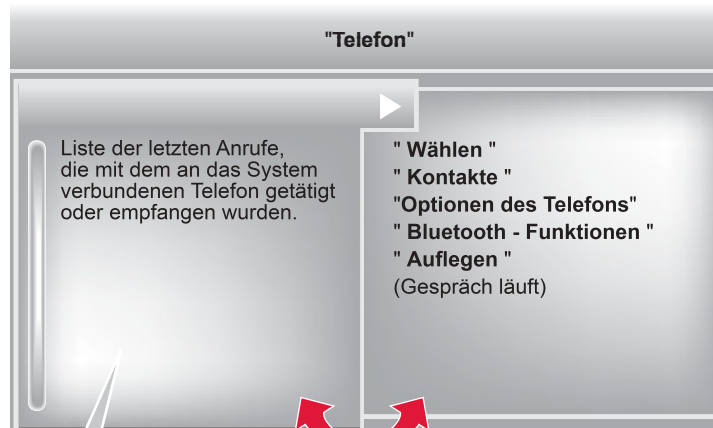 "Telefon"
Liste der letzten Anrufe,
die mit dem an das System
verbundenen Telefon getätigt
oder empfangen wurden.
" Wählen "
" Kontakte "
"Optionen des Telefons"
" Bluetooth - Funktionen "
" Auflegen "
(Gespräch läuft)